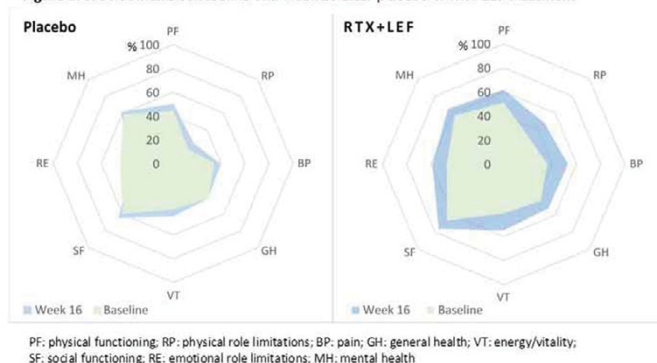 Placebo
PF
% 100
80
60
40
20
0
MH
RP
RE
BP
SF
GH
VT
Week 16 Baseline
RTX+LEF
PF
% 100
80
60
40
20
0
MH
RP
RE
BP
SF
GH
VT
Week 16 Baseline
PF: physical functioning; RP: physical role limitations; BP: pain; GH: general health; VT: energy/vitality;
SF: social functioning; RE: emotional role limitations; MH: mental health